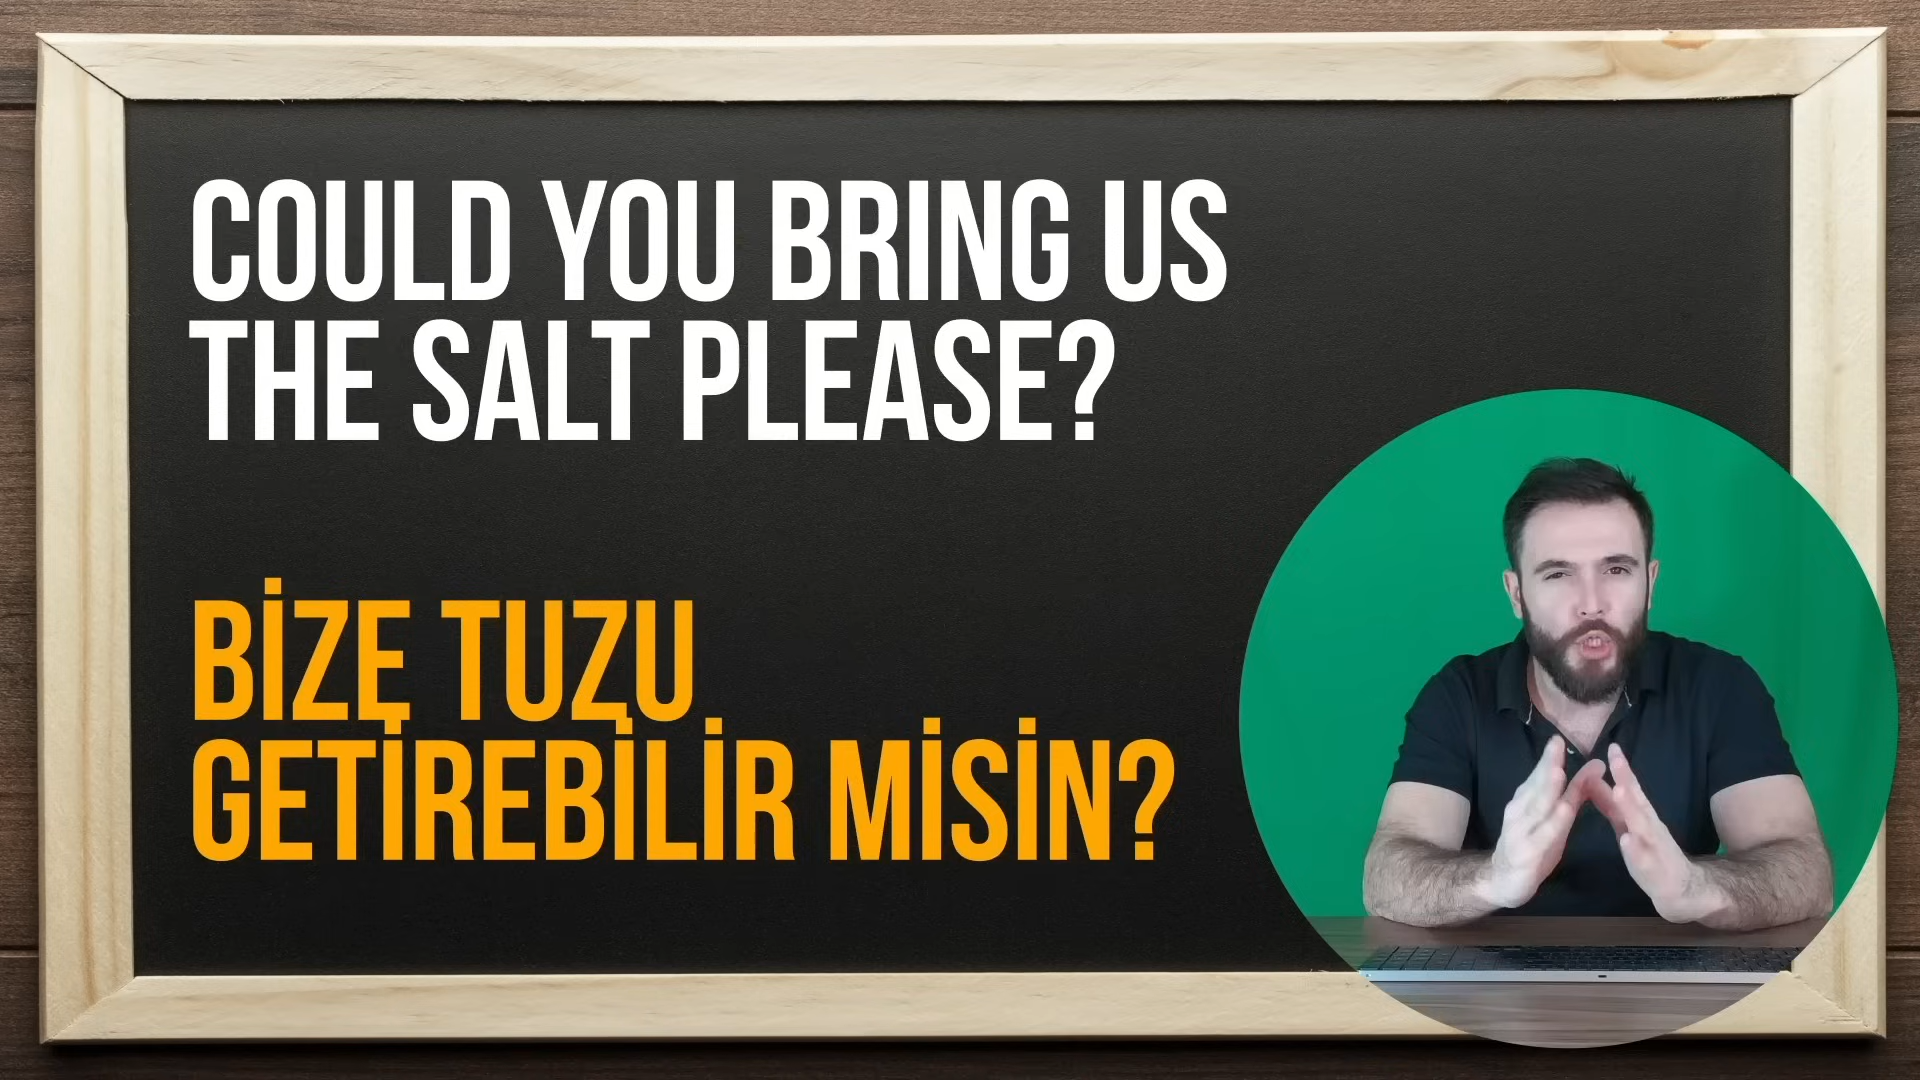 COULD YOU BRING US
THE SALT PLEASE?
BİZE TUZU
GETİREBİLİR MİSİN?